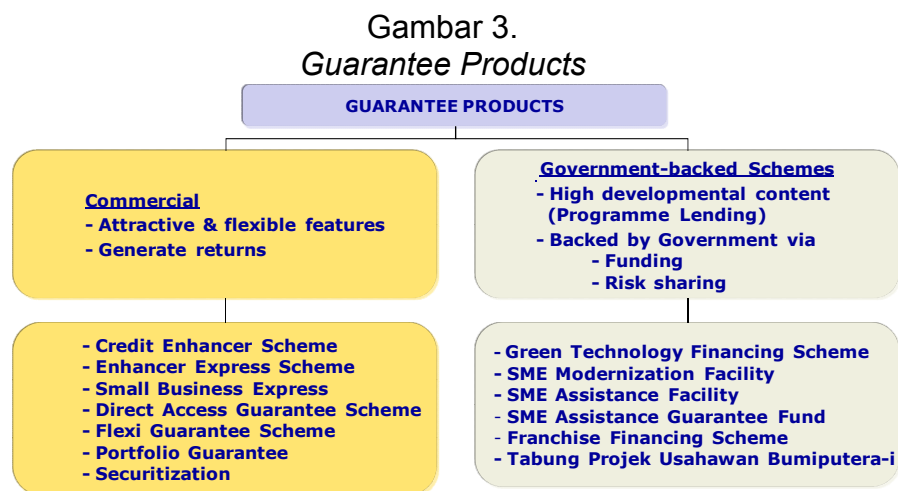 Gambar 3.
Guarantee Products
GUARANTEE PRODUCTS
Commercial
- Attractive & flexible features
- Generate returns
Government-backed Schemes
- High developmental content
(Programme Lending)
- Backed by Government via
- Funding
- Risk sharing
- Credit Enhancer Scheme
- Enhancer Express Scheme
- Small Business Express
- Direct Access Guarantee Scheme
- Flexi Guarantee Scheme
- Portfolio Guarantee
- Securitization
- Green Technology Financing Scheme
- SME Modernization Facility
- SME Assistance Facility
- SME Assistance Guarantee Fund
- Franchise Financing Scheme
- Tabung Projek Usahawan Bumiputera-i